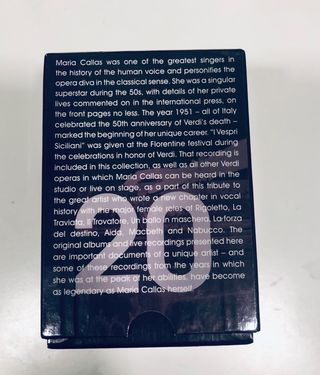 Maria Callas was one of the greatest singers in
the history of the human voice and personifies the
opera diva in the classical sense. She was a singular
superstar during the 50s, with details of her private
lives commented on in the international press, on
the front pages no less. The year 1951 – all of Italy
celebrated the 50th anniversary of Verdi's death –
marked the beginning of her unique career. "I Vespri
Siciliani" was given at the Florentine festival during
the celebrations in honor of Verdi. That recording is
included in this collection, as well as all other Verdi
operas in which Maria Callas can be heard in the
studio or live on stage, as a part of this tribute to
the great artist who wrote a new chapter in vocal
history with the major female roles of Rigoletto, La
Traviata, Il Trovatore, Un ballo in maschera, La forza
del destino, Aida, Macbeth and Nabucco. The
original albums and live recordings presented here
are important documents of a unique artist – and
some of these recordings from the years in which
she was at the peak of her abilities, have become
as legendary as Maria Callas herself.
20